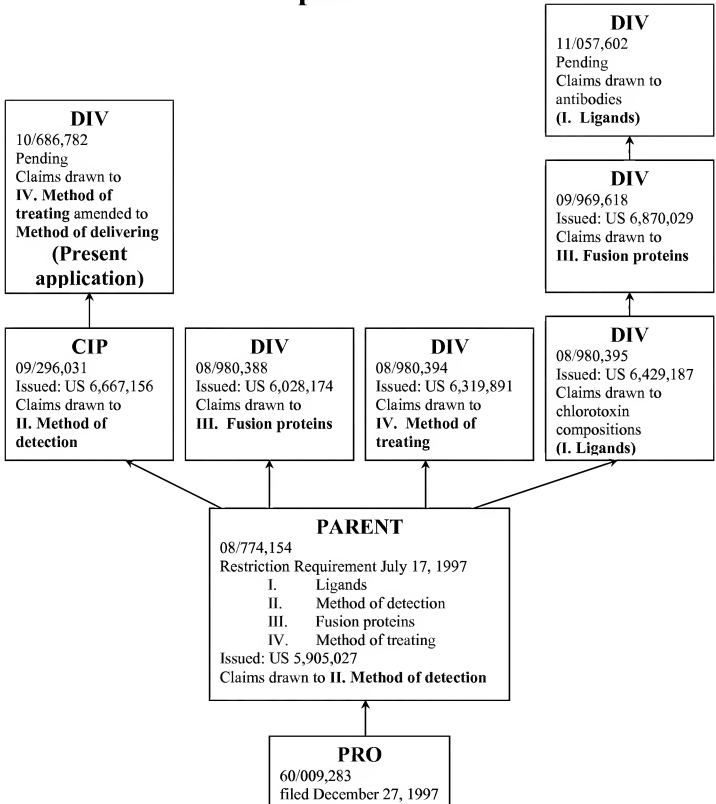 DIV
11/057,602
Pending
Claims drawn to
antibodies
(I. Ligands)
DIV
10/686,782
Pending
Claims drawn to
IV. Method of
treating amended to
Method of delivering
(Present
application)
DIV
09/969,618
Issued: US 6,870,029
Claims drawn to
III. Fusion proteins
CIP
09/296,031
Issued: US 6,667,156
Claims drawn to
II. Method of
detection
DIV
08/980,388
Issued: US 6,028,174
Claims drawn to
III. Fusion proteins
DIV
08/980,394
Issued: US 6,319,891
Claims drawn to
IV. Method of
treating
DIV
08/980,395
Issued: US 6,429,187
Claims drawn to
chlorotoxin
compositions
(I. Ligands)
PARENT
08/774,154
Restriction Requirement July 17, 1997
I. Ligands
II. Method of detection
III. Fusion proteins
IV. Method of treating
Issued: US 5,905,027
Claims drawn to II. Method of detection
PRO
60/009,283
filed December 27, 1997